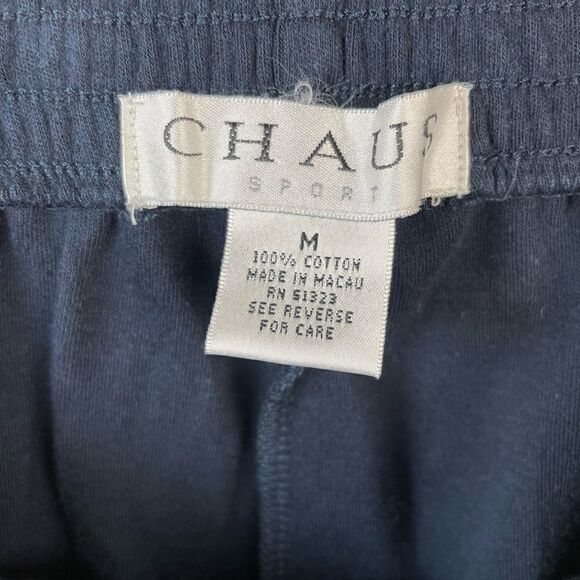 CHAUS
SPORT
M
100% COTTON
MADE IN MACAU
RN 51323
SEE REVERSE
FOR CARE